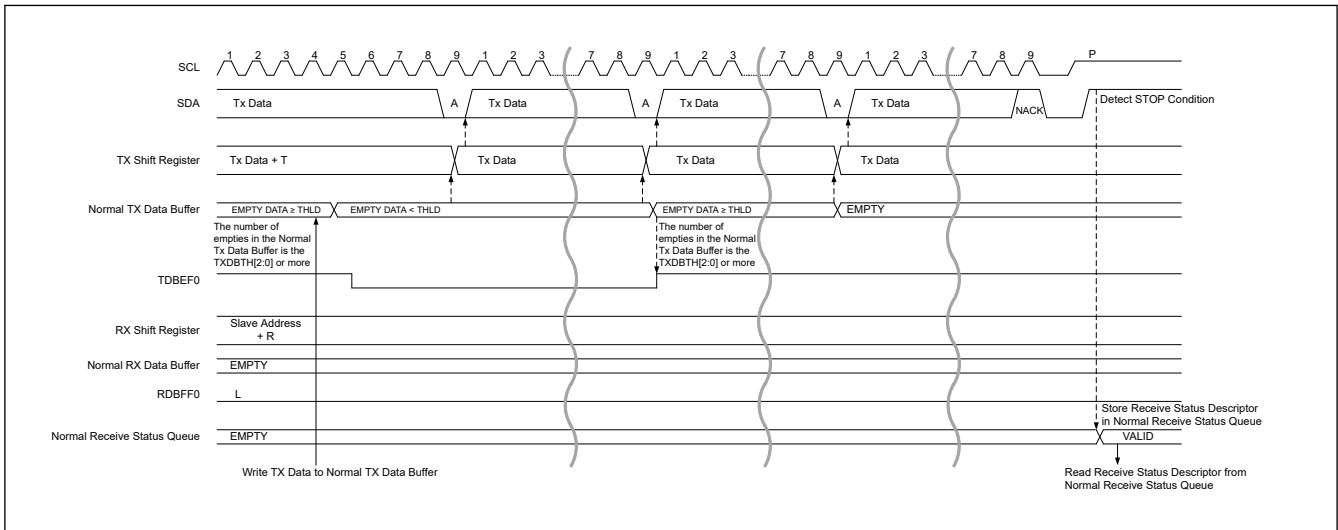 1 2 3 4 5 6 7 8 9 1 2 3 7 8 9 1 2 3 7 8 9 1 2 3 7 8 9 P
SCL
SDA Tx Data A Tx Data A Tx Data A Tx Data NACK Detect STOP Condition
TX Shift Register Tx Data + T Tx Data Tx Data Tx Data
Normal TX Data Buffer EMPTY DATA ≥ THLD EMPTY DATA < THLD EMPTY DATA ≥ THLD EMPTY
The number of
empties in the Normal
Tx Data Buffer is the
TXDBTH[2:0] or more
The number of
empties in the Normal
Tx Data Buffer is the
TXDBTH[2:0] or more
TDBEF0
RX Shift Register Slave Address
+ R
Normal RX Data Buffer EMPTY
RDBFF0 L
Store Receive Status Descriptor
in Normal Receive Status Queue
Normal Receive Status Queue EMPTY VALID
Write TX Data to Normal TX Data Buffer
Read Receive Status Descriptor from
Normal Receive Status Queue